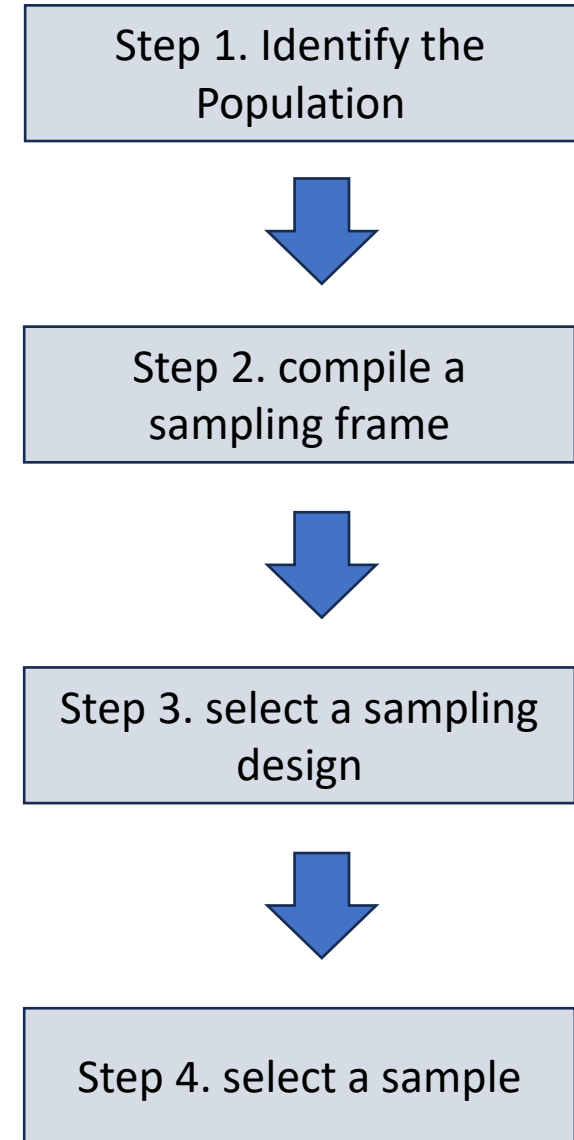 Step 1. Identify the
Population
Step 2. compile a
sampling frame
Step 3. select a sampling
design
Step 4. select a sample